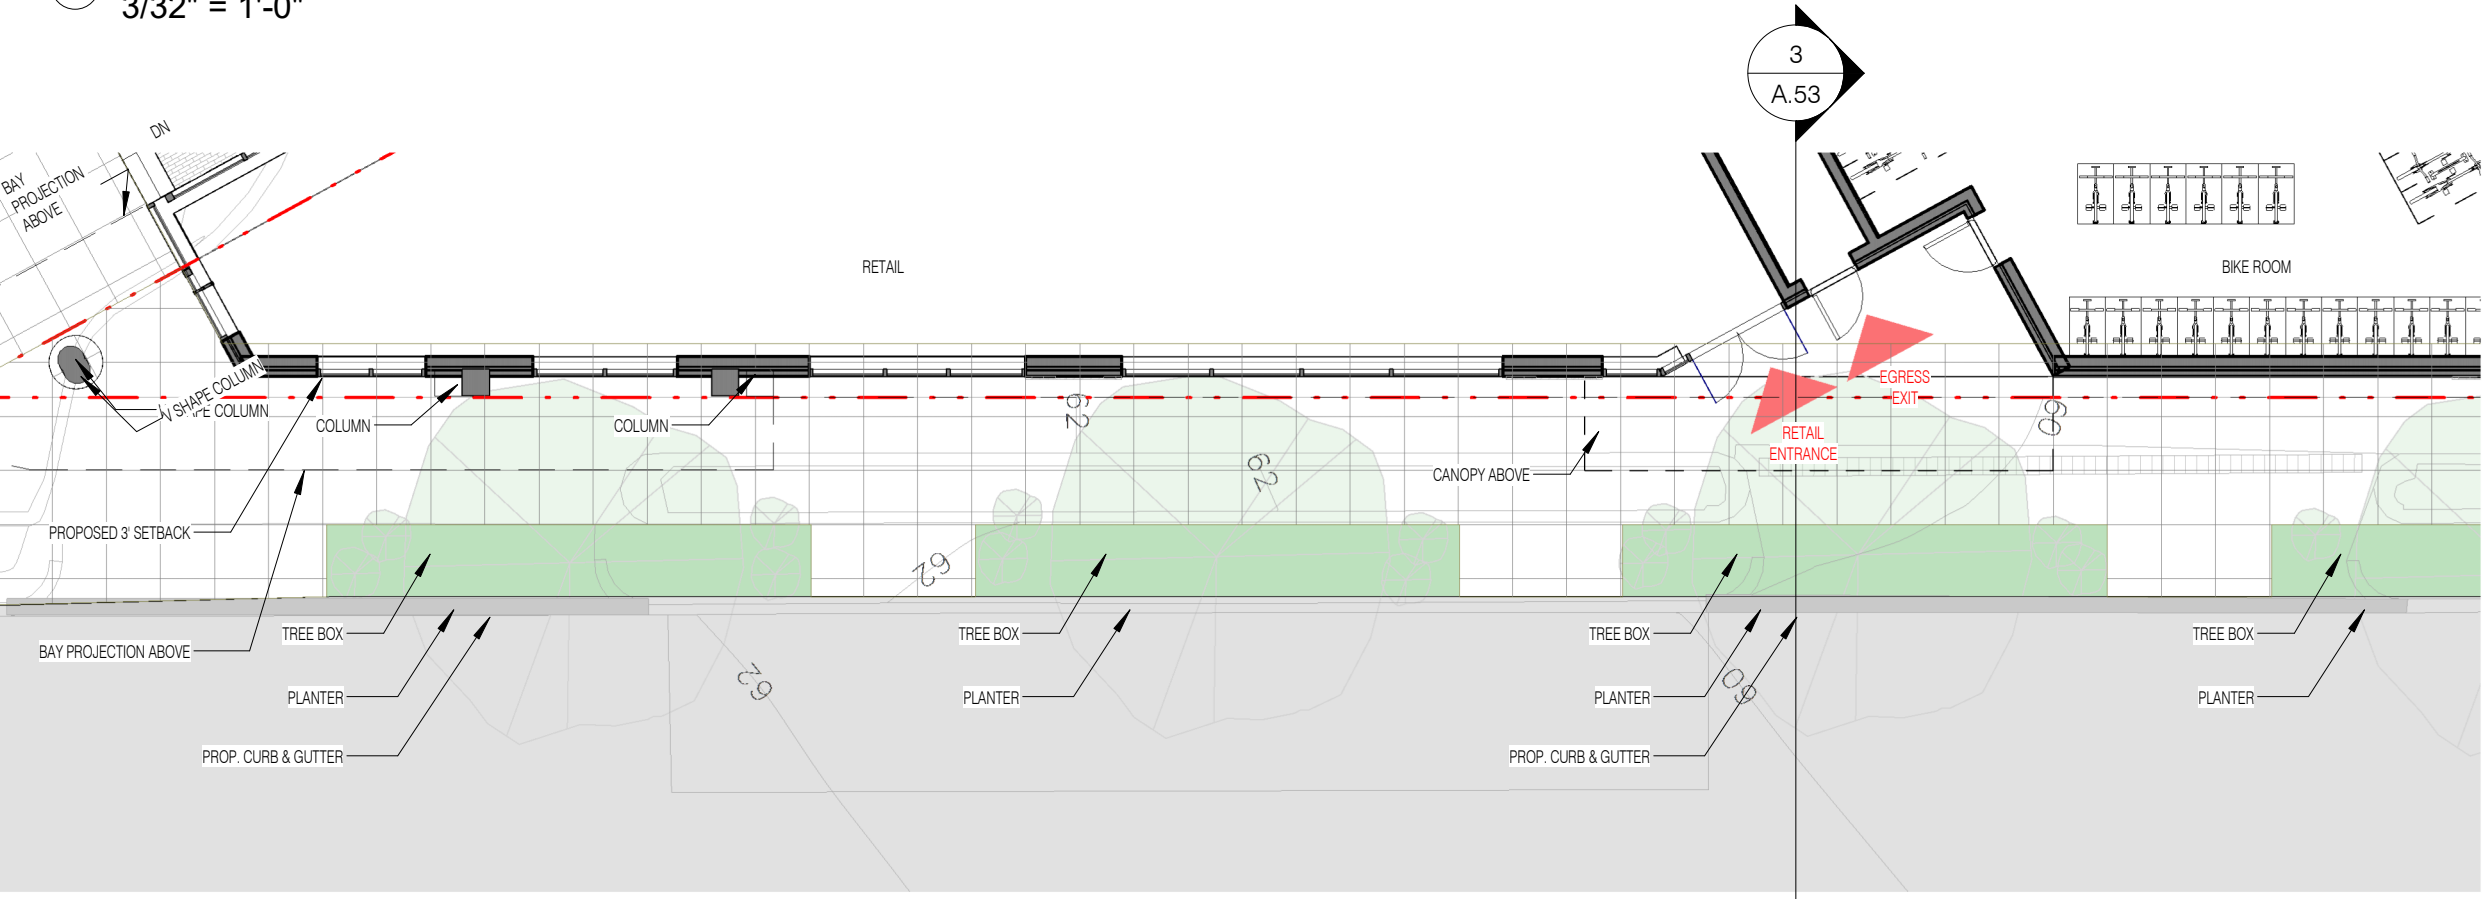 3/32" = 1'-0"
3
A.53
DN
BAY
PROJECTION
ABOVE
RETAIL
BIKE ROOM
V SHAPE COLUMN
COLUMN
COLUMN
COLUMN
62
62
62
62
60
60
EGRESS
EXIT
RETAIL
ENTRANCE
CANOPY ABOVE
PROPOSED 3' SETBACK
BAY PROJECTION ABOVE
TREE BOX
TREE BOX
TREE BOX
TREE BOX
PLANTER
PLANTER
PLANTER
PLANTER
PROP. CURB & GUTTER
PROP. CURB & GUTTER